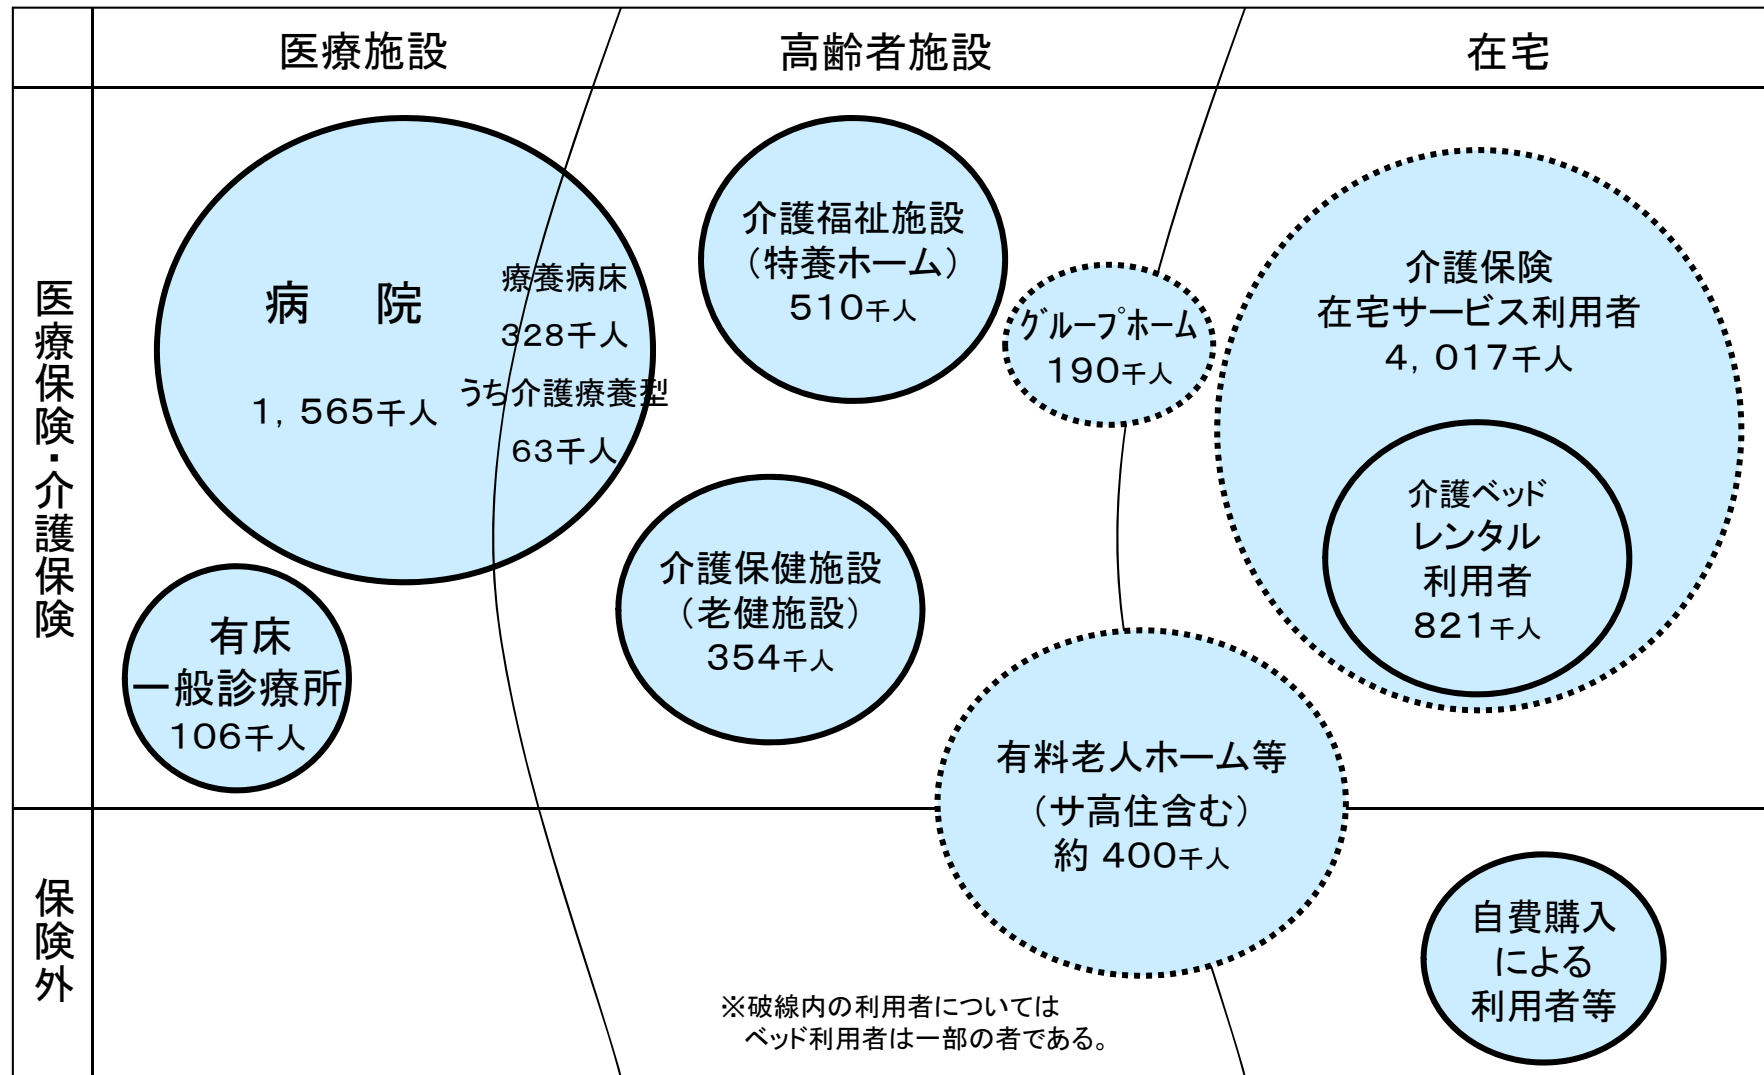 医療施設
高齢者施設
在宅
医療保険・介護保険
病　院
1, 565千人
療養病床
328千人
うち介護療養型
63千人
有床
一般診療所
106千人
介護福祉施設
（特養ホーム）
510千人
介護保健施設
（老健施設）
354千人
グループホーム
190千人
介護保険
在宅サービス利用者
4, 017千人
介護ベッド
レンタル
利用者
821千人
有料老人ホーム等
（サ高住含む）
約 400千人
保険外
自費購入
による
利用者等
※破線内の利用者については
ベッド利用者は一部の者である。